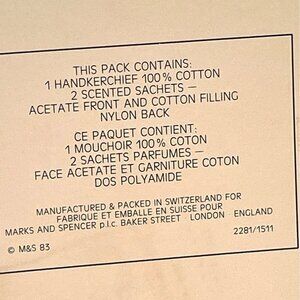 THIS PACK CONTAINS:
1 HANDKERCHIEF 100% COTTON
2 SCENTED SACHETS –
ACETATE FRONT AND COTTON FILLING
NYLON BACK
CE PAQUET CONTIENT:
1 MOUCHOIR 100% COTON
2 SACHETS PARFUMES –
FACE ACETATE ET GARNITURE COTON
DOS POLYAMIDE
MANUFACTURED & PACKED IN SWITZERLAND FOR
FABRIQUE ET EMBALLE EN SUISSE POUR
MARKS AND SPENCER p.l.c. BAKER STREET · LONDON · ENGLAND
© M&S 83 2281/1511